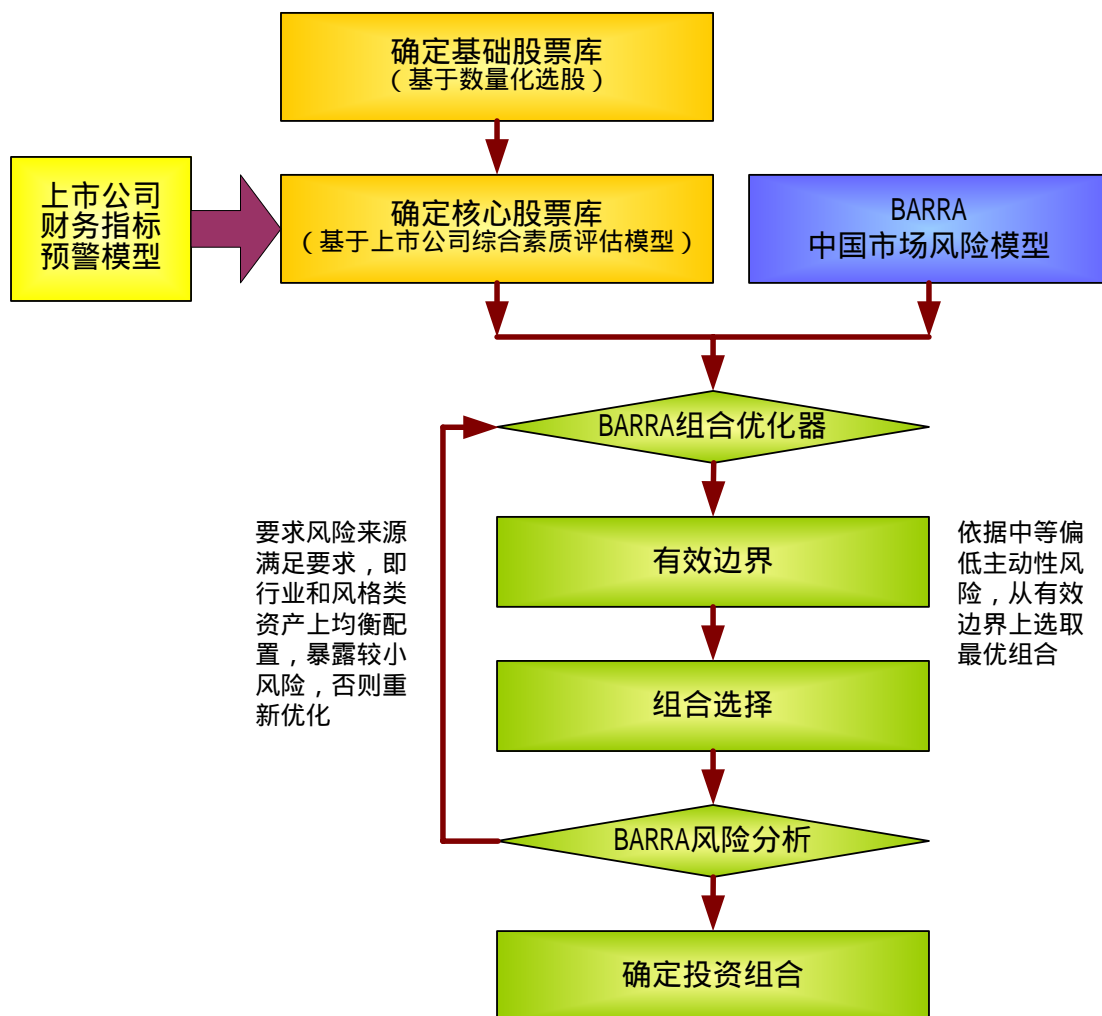 确定基础股票库
（基于数量化选股）
上市公司
财务指标
预警模型
确定核心股票库
（基于上市公司综合素质评估模型）
BARRA
中国市场风险模型
BARRA组合优化器
要求风险来源
满足要求，即
行业和风格类
资产上均衡配
置，暴露较小
风险，否则重
新优化
有效边界
依据中等偏
低主动性风
险，从有效
边界上选取
最优组合
组合选择
BARRA风险分析
确定投资组合